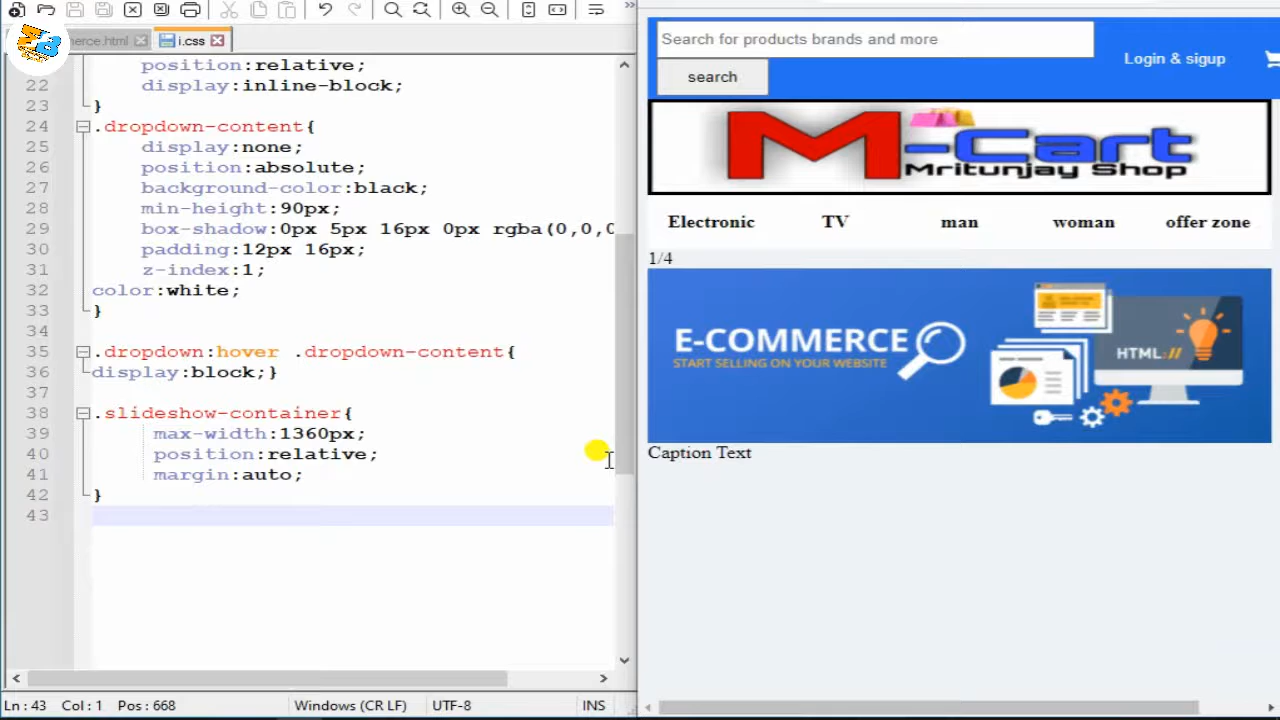 erce.html
i.css
position:relative;
22 display:inline-block;
23 }
24 .dropdown-content{
25 display:none;
26 position:absolute;
27 background-color:black;
28 min-height:90px;
29 box-shadow:0px 5px 16px 0px rgba(0,0,0
30 padding:12px 16px;
31 z-index:1;
32 color:white;
33 }
34
35 .dropdown:hover .dropdown-content{
36 display:block;}
37
38 .slideshow-container{
39 max-width:1360px;
40 position:relative;
41 margin:auto;
42 }
43
Ln : 43 Col : 1 Pos : 668 Windows (CR LF) UTF-8 INS
Search for products brands and more
Login & sigup
search
M-Cart
Mritunjay Shop
Electronic TV man woman offer zone
1/4
E-COMMERCE
START SELLING ON YOUR WEBSITE
HTML://
Caption Text